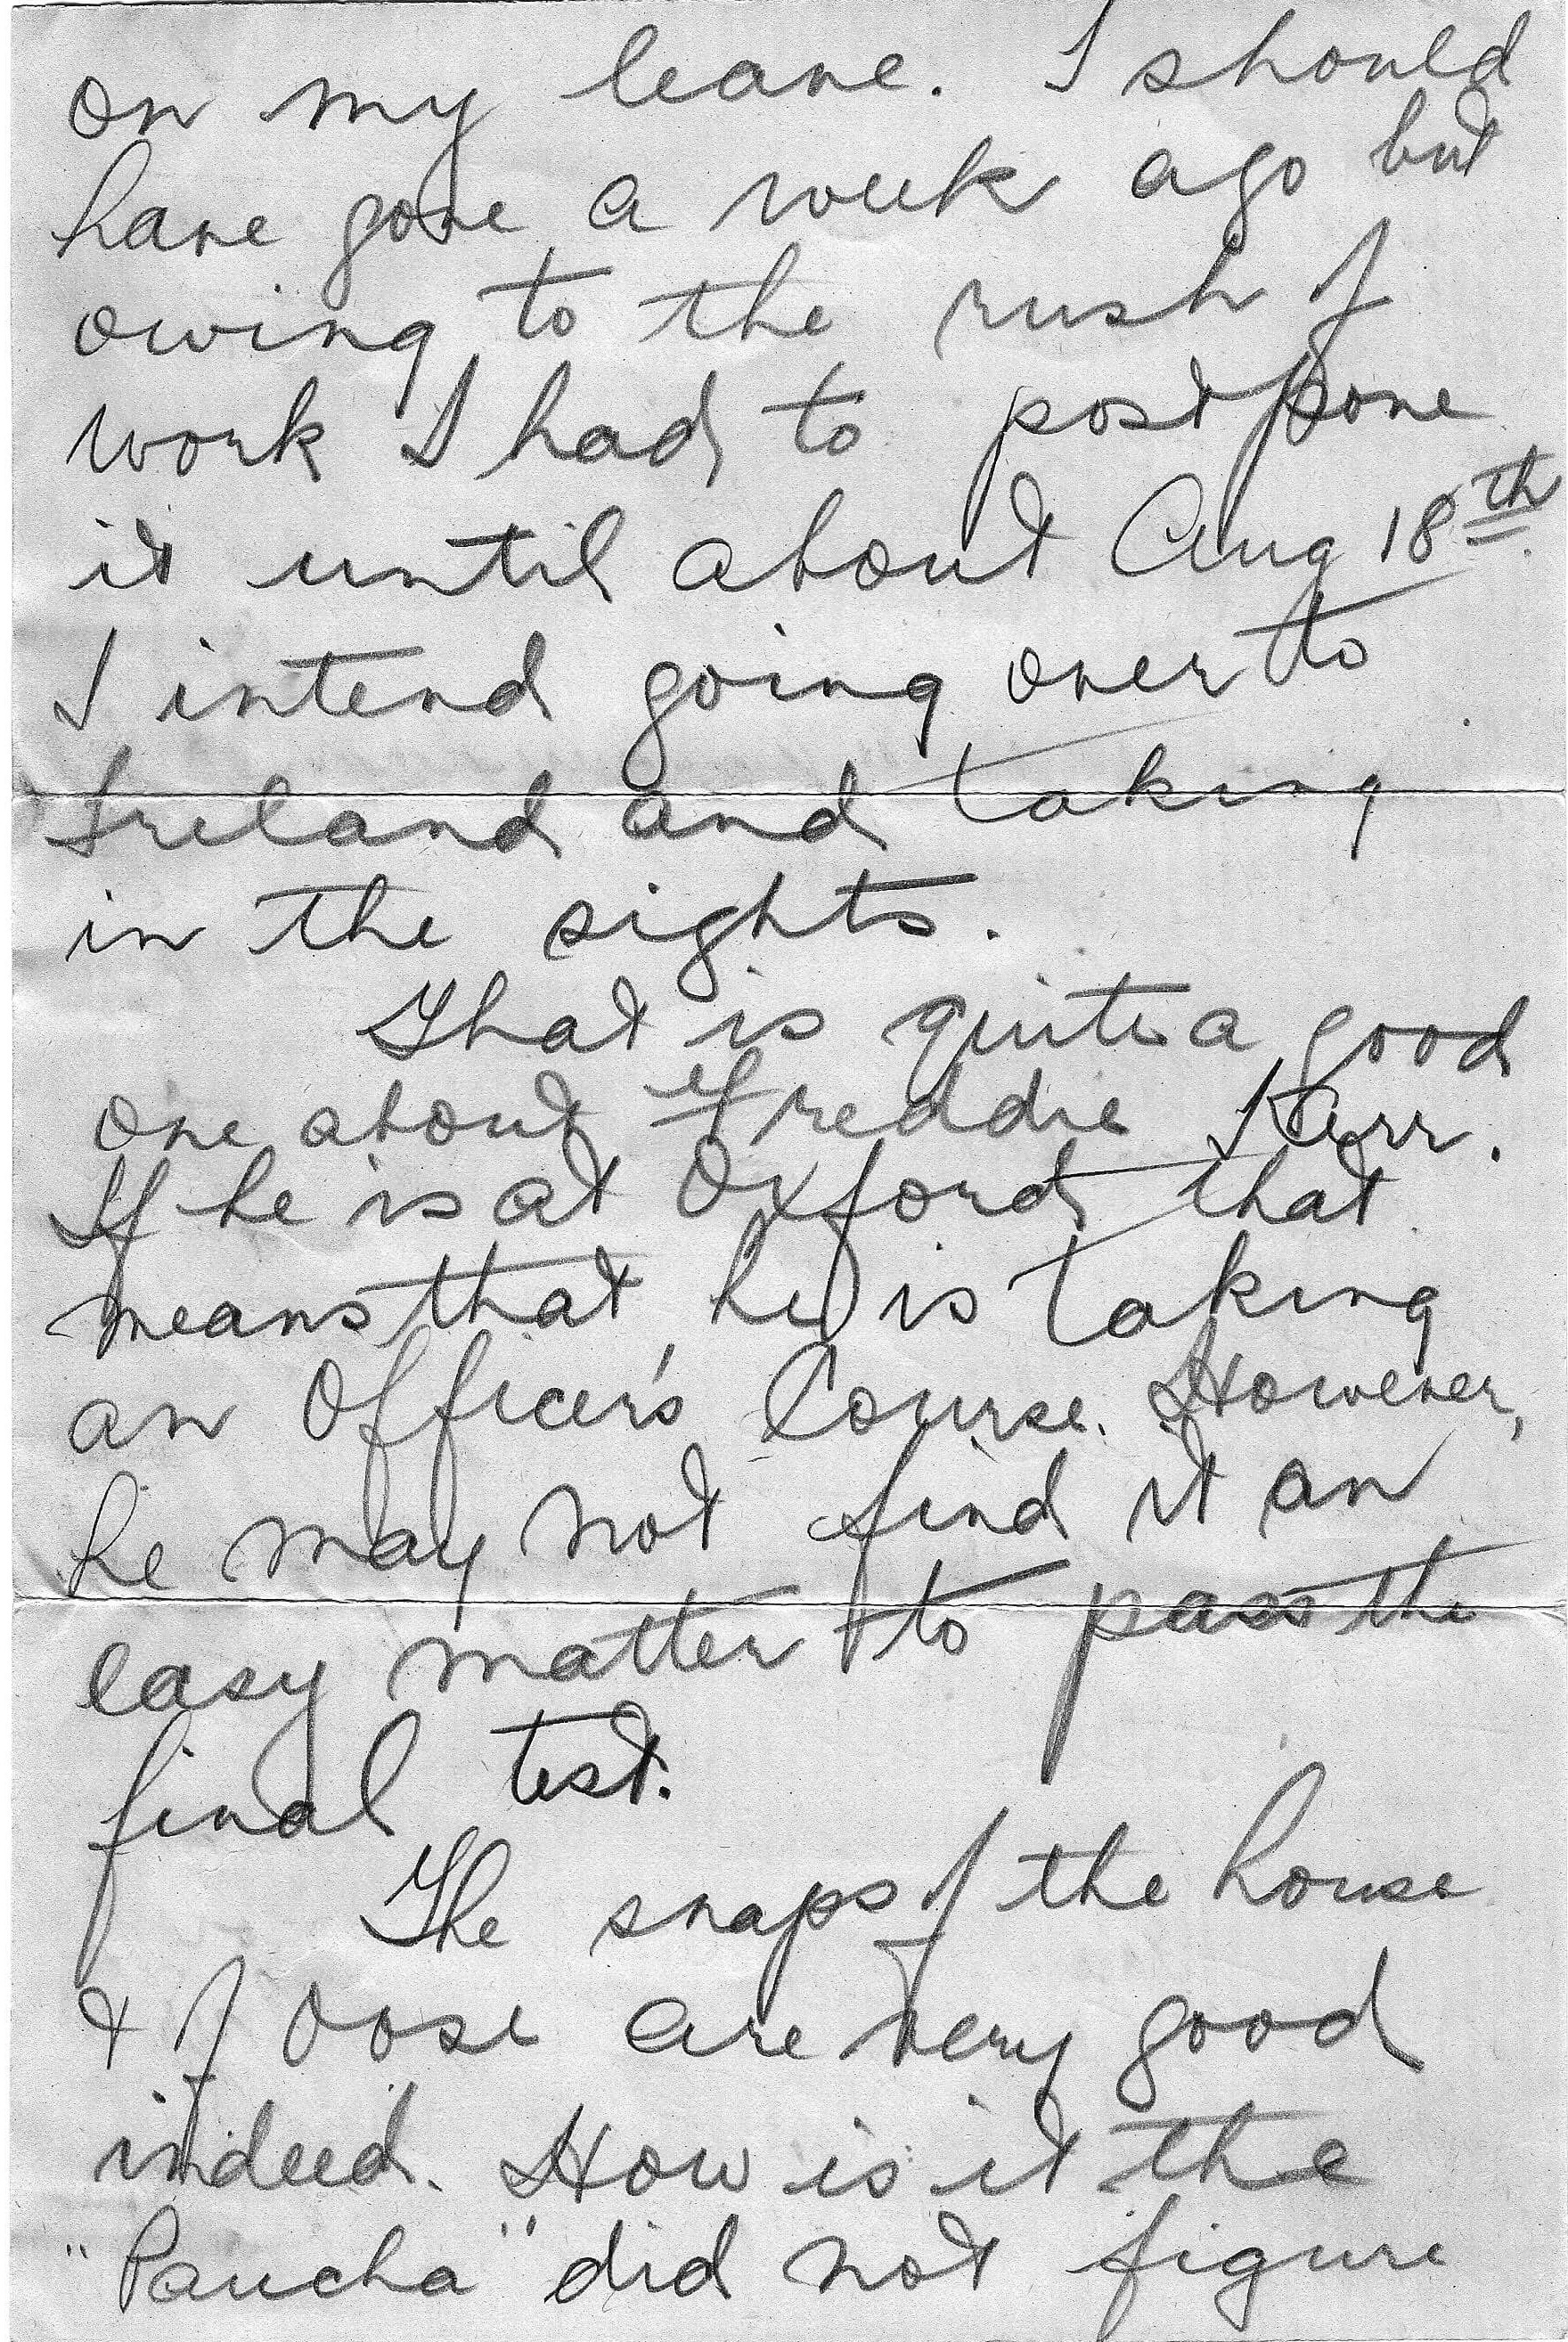 on my leave. I should
have gone a week ago but
owing to the rush of
work I had to postpone
it until about Aug 18th.
I intend going over to
Ireland and taking
in the sights.
That is quite a good
one about Freddie Kerr.
If he is at Oxford that
means that he is taking
an Officer's Course. However,
he may not find it an
easy matter to pass the
final test.
The snaps of the house
& of are very good
indeed. How is it the
"Paucha" did not figure